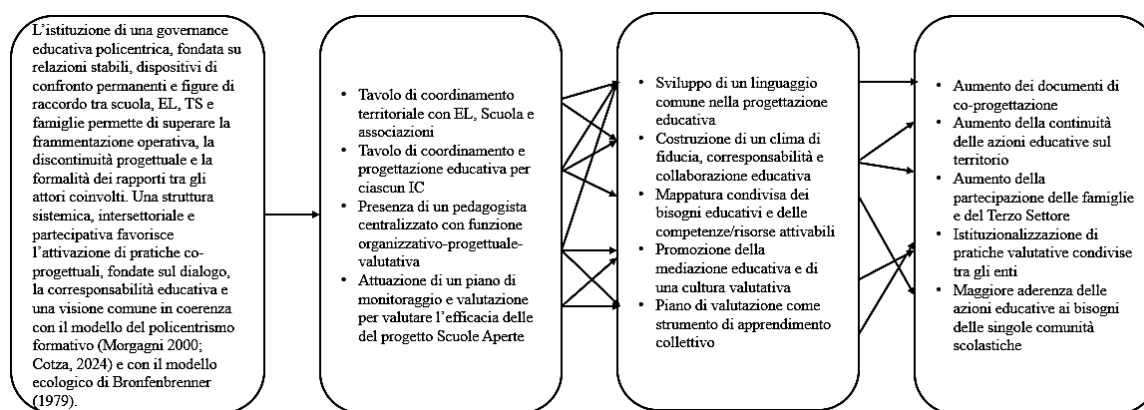 L'istituzione di una governance
educativa policentrica, fondata su
relazioni stabili, dispositivi di
confronto permanenti e figure di
raccordo tra scuola, EL, TS e
famiglie permette di superare la
frammentazione operativa, la
discontinuità progettuale e la
formalità dei rapporti tra gli
attori coinvolti. Una struttura
sistemica, intersettoriale e
partecipativa favorisce
l'attivazione di pratiche co-
progettuali, fondate sul dialogo,
la corresponsabilità educativa e
una visione comune in coerenza
con il modello del policentrismo
formativo (Morgagni 2000;
Cotza, 2024) e con il modello
ecologico di Bronfenbrenner
(1979).
• Tavolo di coordinamento
territoriale con EL, Scuola e
associazioni
• Tavolo di coordinamento e
progettazione educativa per
ciascun IC
• Presenza di un pedagogista
centralizzato con funzione
organizzativo-progettuale-
valutativa
• Attuazione di un piano di
monitoraggio e valutazione
per valutare l'efficacia delle
del progetto Scuole Aperte
• Sviluppo di un linguaggio
comune nella progettazione
educativa
• Costruzione di un clima di
fiducia, corresponsabilità e
collaborazione educativa
• Mappatura condivisa dei
bisogni educativi e delle
competenze/risorse attivabili
• Promozione della
mediazione educativa e di
una cultura valutativa
• Piano di valutazione come
strumento di apprendimento
collettivo
• Aumento dei documenti di
co-progettazione
• Aumento della continuità
delle azioni educative sul
territorio
• Aumento della
partecipazione delle famiglie
e del Terzo Settore
• Istituzionalizzazione di
pratiche valutative condivise
tra gli enti
• Maggiore aderenza delle
azioni educative ai bisogni
delle singole comunità
scolastiche